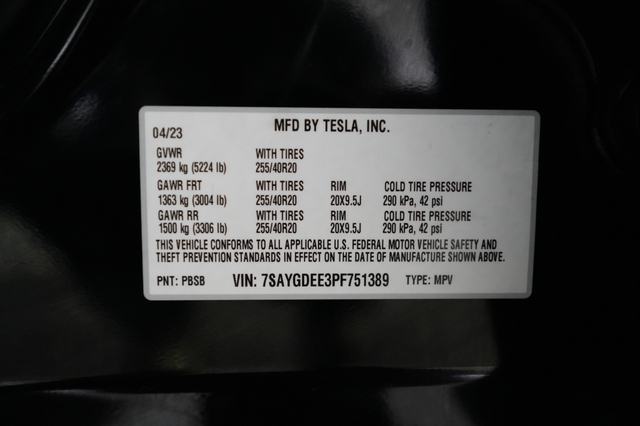 04/23 MFD BY TESLA, INC.
GVWR WITH TIRES
2369 kg (5224 lb) 255/40R20
GAWR FRT WITH TIRES RIM COLD TIRE PRESSURE
1363 kg (3004 lb) 255/40R20 20X9.5J 290 kPa, 42 psi
GAWR RR WITH TIRES RIM COLD TIRE PRESSURE
1500 kg (3306 lb) 255/40R20 20X9.5J 290 kPa, 42 psi
THIS VEHICLE CONFORMS TO ALL APPLICABLE U.S. FEDERAL MOTOR VEHICLE SAFETY AND
THEFT PREVENTION STANDARDS IN EFFECT ON THE DATE OF MANUFACTURE SHOWN ABOVE.
PNT: PBSB VIN: 7SAYGDEE3PF751389 TYPE: MPV